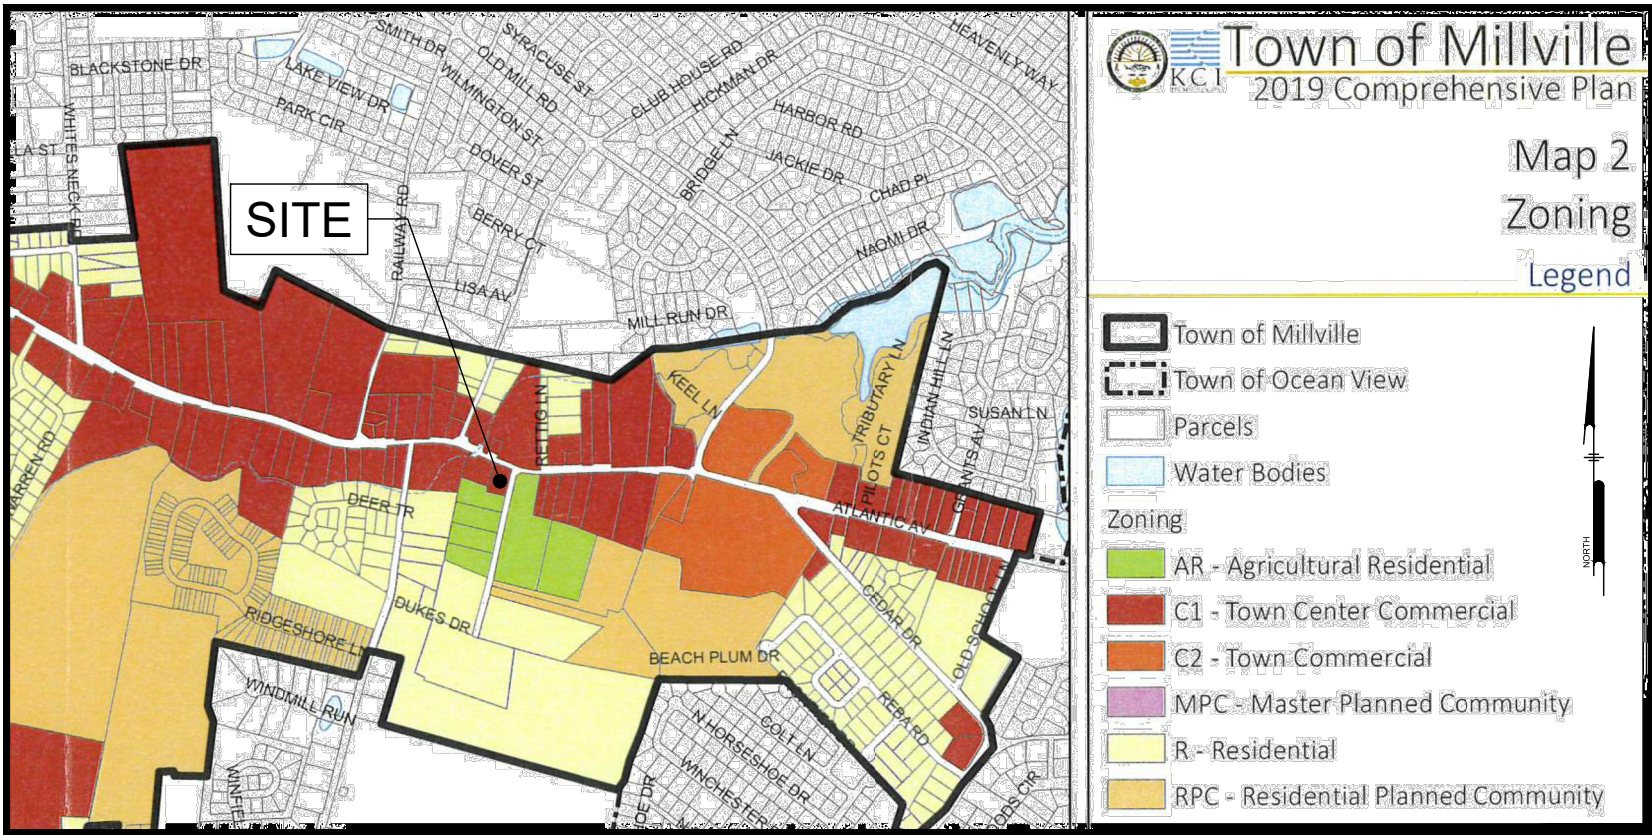 BLACKSTONE DR
WHITES NECK RD
LAKE VIEW DR
PARK CIR
SMITH DR
OLD MILL RD
SYRACUSE ST
WILMINGTON ST
DOVER ST
CLUB HOUSE RD
HICKMAN DR
HEAVENLY WAY
HARBOR RD
BRIDGE LN
JACKIE DR
CHAD PL
NAOMI DR
BERRY CT
RAILWAY RD
LISA AV
SITE
MILL RUN DR
KEEL LN
RETTIG LN
TRIBUTARY LN
PILOTS CT
INDIAN HILL LN
SUSAN LN
GRANTS AV
ATLANTIC AV
WARREN RD
DEER TR
DUKES DR
RIDGESHORE LN
WINDMILL RUN
BEACH PLUM DR
CEDAR DR
OLD SCHOOL LN
REBA RD
COLT LN
N HORSESHOE DR
WINCHESTER
Town of Millville
KCI
2019 Comprehensive Plan
Map 2
Zoning
Legend
Town of Millville
Town of Ocean View
Parcels
Water Bodies
Zoning
AR - Agricultural Residential
C1 - Town Center Commercial
C2 - Town Commercial
MPC - Master Planned Community
R - Residential
RPC - Residential Planned Community
NORTH